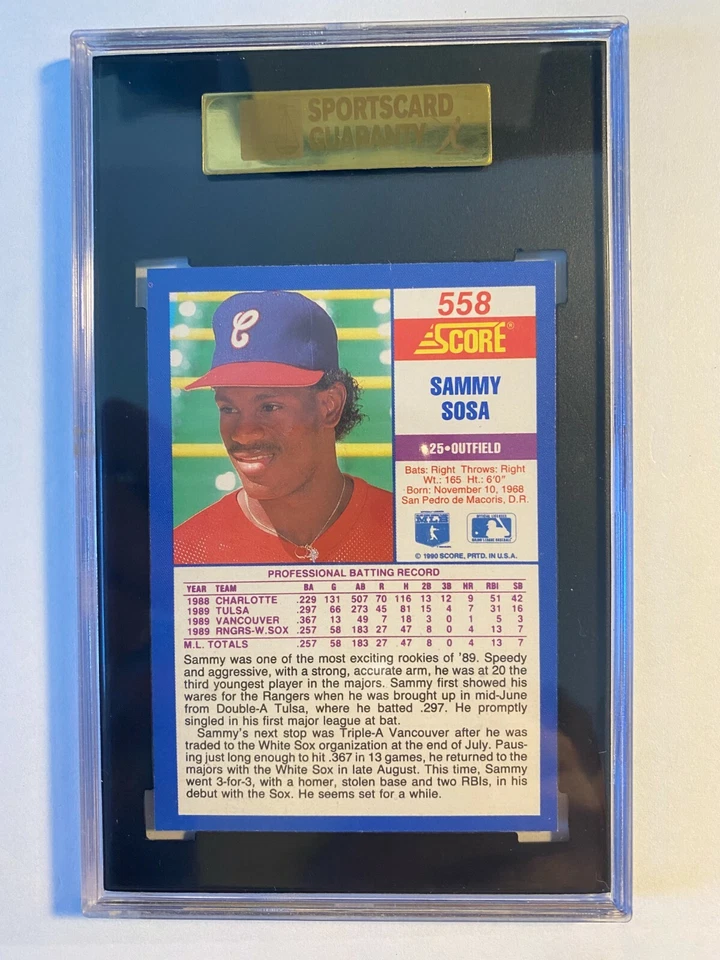 SPORTSCARD
GUARANTY
C
558
SCORE®
SAMMY
SOSA
25•OUTFIELD
Bats: Right Throws: Right
Wt.: 165 Ht.: 6'0"
Born: November 10, 1968
San Pedro de Macoris, D.R.
© 1990 SCORE, PRTD. IN U.S.A.
PROFESSIONAL BATTING RECORD
YEAR TEAM BA G AB R H 2B 3B HR RBI SB
1988 CHARLOTTE .229 131 507 70 116 13 12 9 51 42
1989 TULSA .297 66 273 45 81 15 4 7 31 16
1989 VANCOUVER .367 13 49 7 18 3 0 1 5 3
1989 RNGRS-W.SOX .257 58 183 27 47 8 0 4 13 7
M.L. TOTALS .257 58 183 27 47 8 0 4 13 7
Sammy was one of the most exciting rookies of '89. Speedy
and aggressive, with a strong, accurate arm, he was at 20 the
third youngest player in the majors. Sammy first showed his
wares for the Rangers when he was brought up in mid-June
from Double-A Tulsa, where he batted .297. He promptly
singled in his first major league at bat.
Sammy's next stop was Triple-A Vancouver after he was
traded to the White Sox organization at the end of July. Paus-
ing just long enough to hit .367 in 13 games, he returned to the
majors with the White Sox in late August. This time, Sammy
went 3-for-3, with a homer, stolen base and two RBIs, in his
debut with the Sox. He seems set for a while.